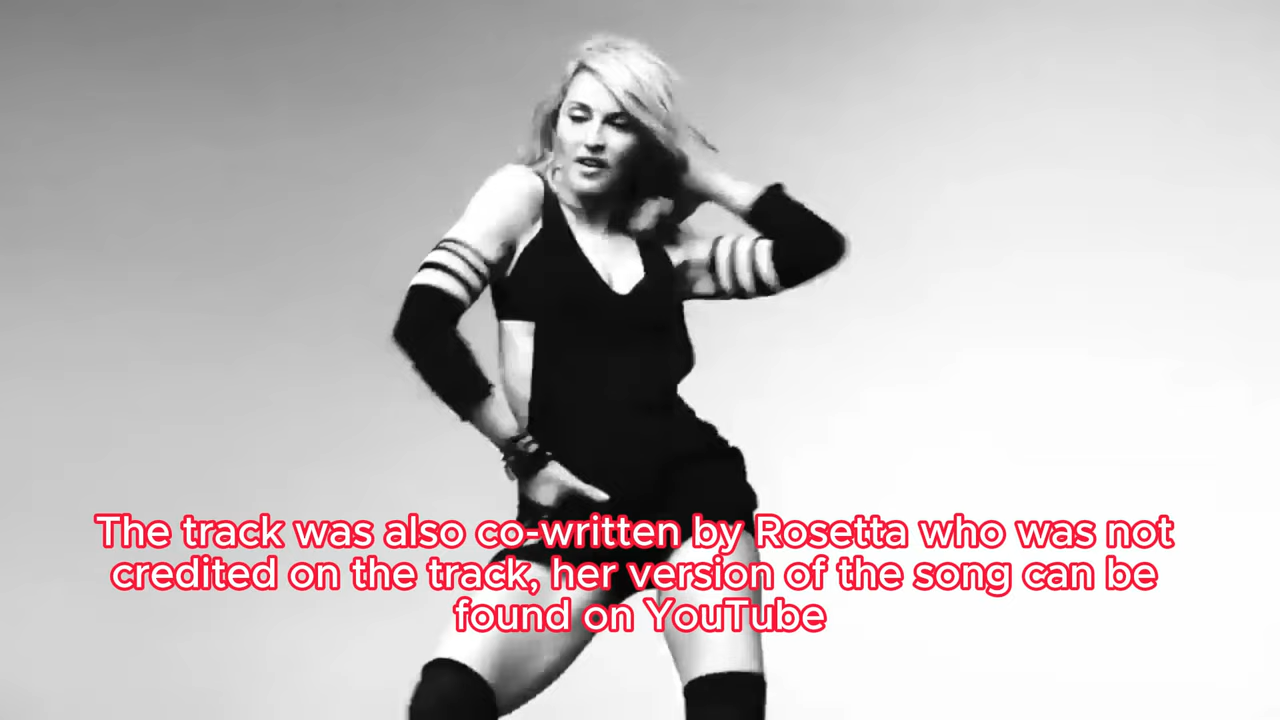 The track was also co-written by Rosetta who was not
credited on the track, her version of the song can be
found on YouTube